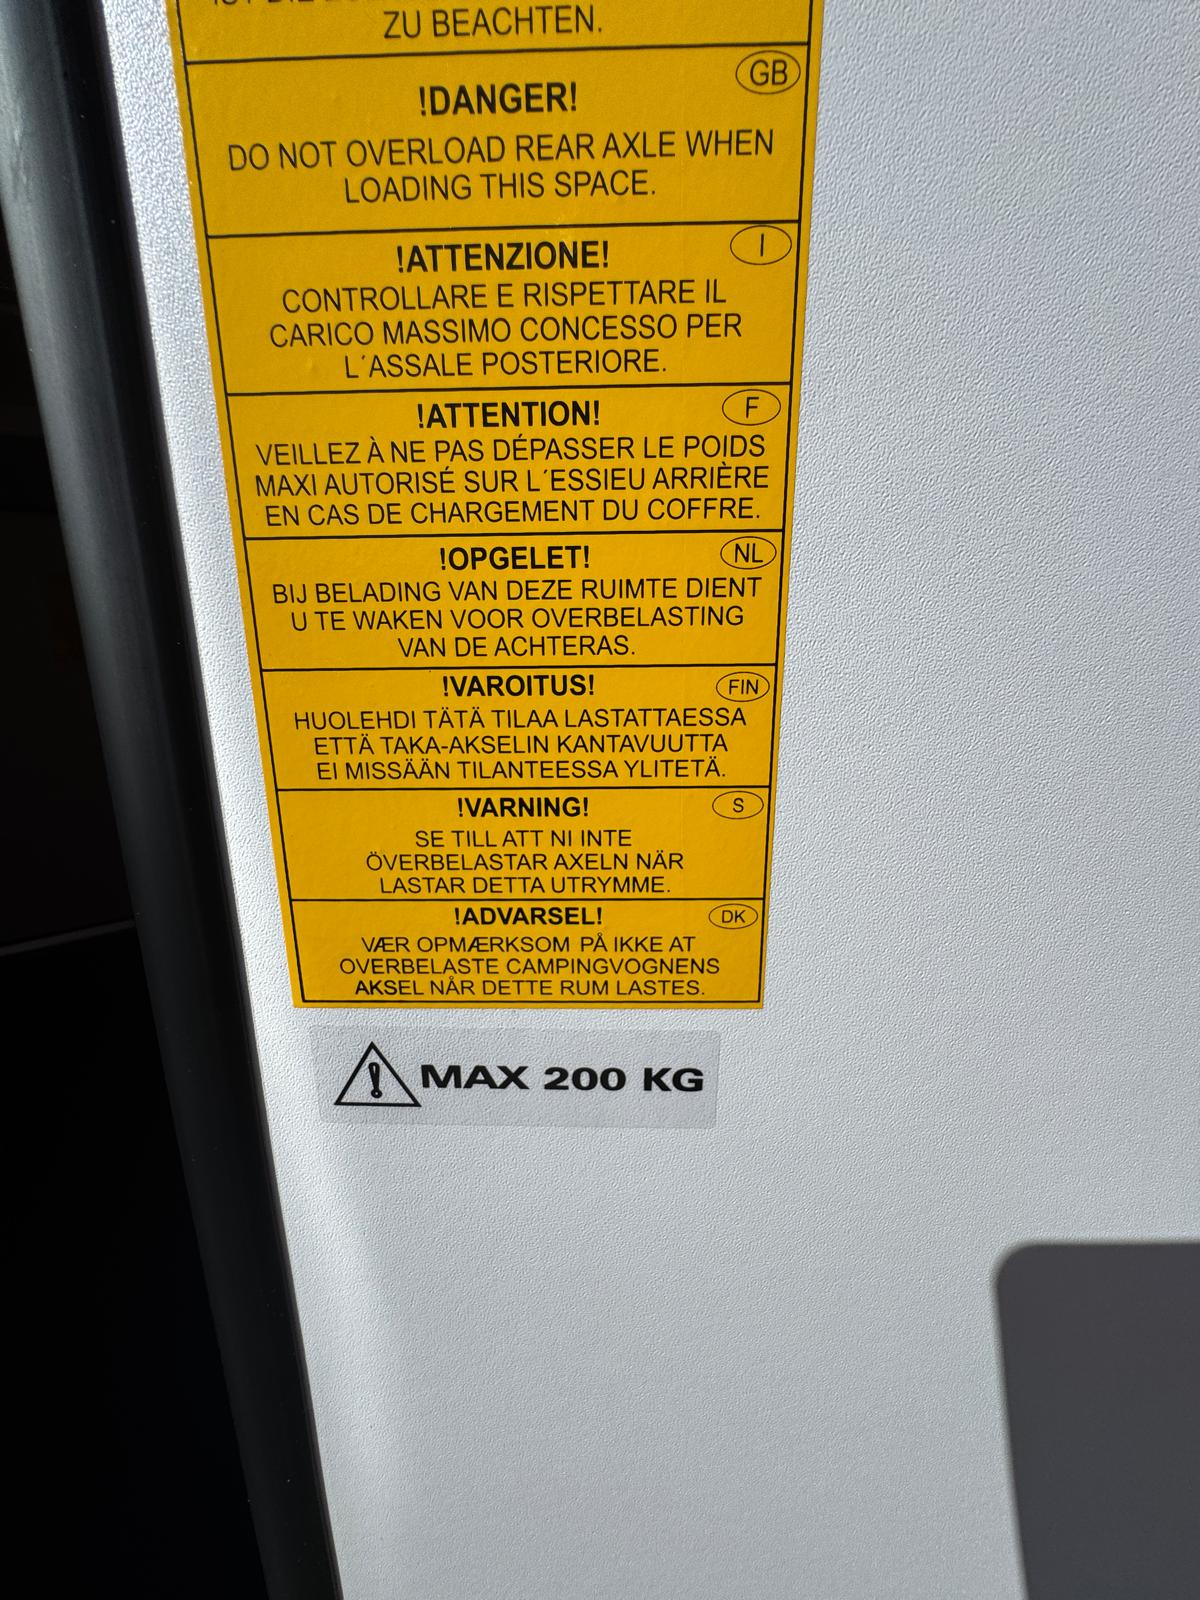 ZU BEACHTEN.
GB
!DANGER!
DO NOT OVERLOAD REAR AXLE WHEN
LOADING THIS SPACE.
I
!ATTENZIONE!
CONTROLLARE E RISPETTARE IL
CARICO MASSIMO CONCESSO PER
L´ASSALE POSTERIORE.
F
!ATTENTION!
VEILLEZ À NE PAS DÉPASSER LE POIDS
MAXI AUTORISÉ SUR L´ESSIEU ARRIÈRE
EN CAS DE CHARGEMENT DU COFFRE.
NL
!OPGELET!
BIJ BELADING VAN DEZE RUIMTE DIENT
U TE WAKEN VOOR OVERBELASTING
VAN DE ACHTERAS.
FIN
!VAROITUS!
HUOLEHDI TÄTÄ TILAA LASTATTAESSA
ETTÄ TAKA-AKSELIN KANTAVUUTTA
EI MISSÄÄN TILANTEESSA YLITETÄ.
S
!VARNING!
SE TILL ATT NI INTE
ÖVERBELASTAR AXELN NÄR
LASTAR DETTA UTRYMME.
DK
!ADVARSEL!
VÆR OPMÆRKSOM PÅ IKKE AT
OVERBELASTE CAMPINGVOGNENS
AKSEL NÅR DETTE RUM LASTES.
MAX 200 KG